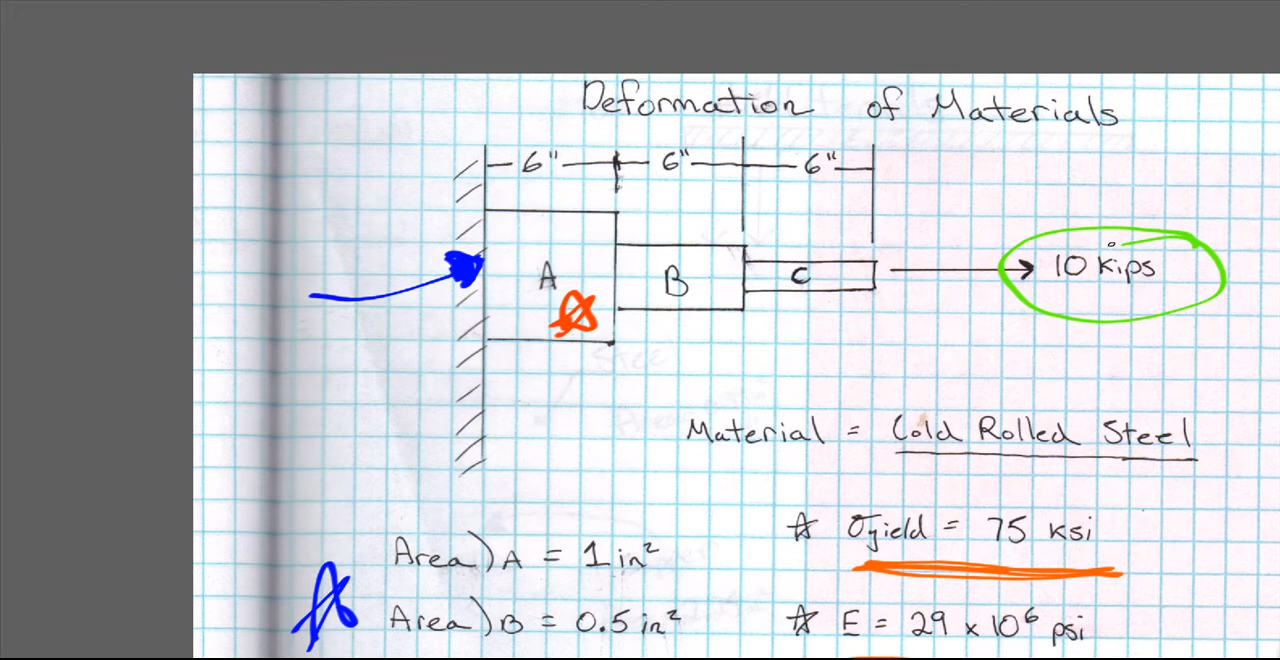 Deformation of Materials
6" 6" 6"
A B C 10 kips
Material = Cold Rolled Steel
☆ σyield = 75 ksi
Area)A = 1 in²
Area)B = 0.5 in²
☆ E = 29 x 10⁶ psi